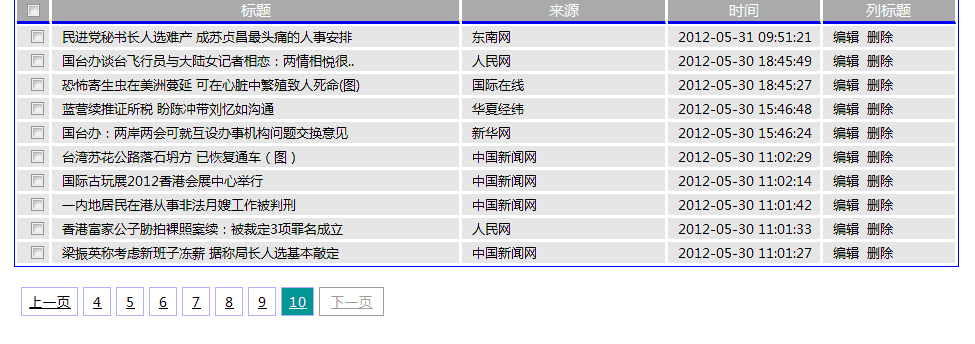 标题 来源 时间 列标题
民进党秘书长人选难产 成苏贞昌最头痛的人事安排 东南网 2012-05-31 09:51:21 编辑 删除
国台办谈台飞行员与大陆女记者相恋：两情相悦很.. 人民网 2012-05-30 18:45:49 编辑 删除
恐怖寄生虫在美洲蔓延 可在心脏中繁殖致人死命(图) 国际在线 2012-05-30 18:45:27 编辑 删除
蓝营续推证所税 盼陈冲带刘忆如沟通 华夏经纬 2012-05-30 15:46:48 编辑 删除
国台办：两岸两会可就互设办事机构问题交换意见 新华网 2012-05-30 15:46:24 编辑 删除
台湾苏花公路落石坍方 已恢复通车（图） 中国新闻网 2012-05-30 11:02:29 编辑 删除
国际古玩展2012香港会展中心举行 中国新闻网 2012-05-30 11:02:14 编辑 删除
一内地居民在港从事非法月嫂工作被判刑 中国新闻网 2012-05-30 11:01:42 编辑 删除
香港富家公子胁拍裸照案续：被裁定3项罪名成立 人民网 2012-05-30 11:01:33 编辑 删除
梁振英称考虑新班子冻薪 据称局长人选基本敲定 中国新闻网 2012-05-30 11:01:27 编辑 删除
上一页 4 5 6 7 8 9 10 下一页